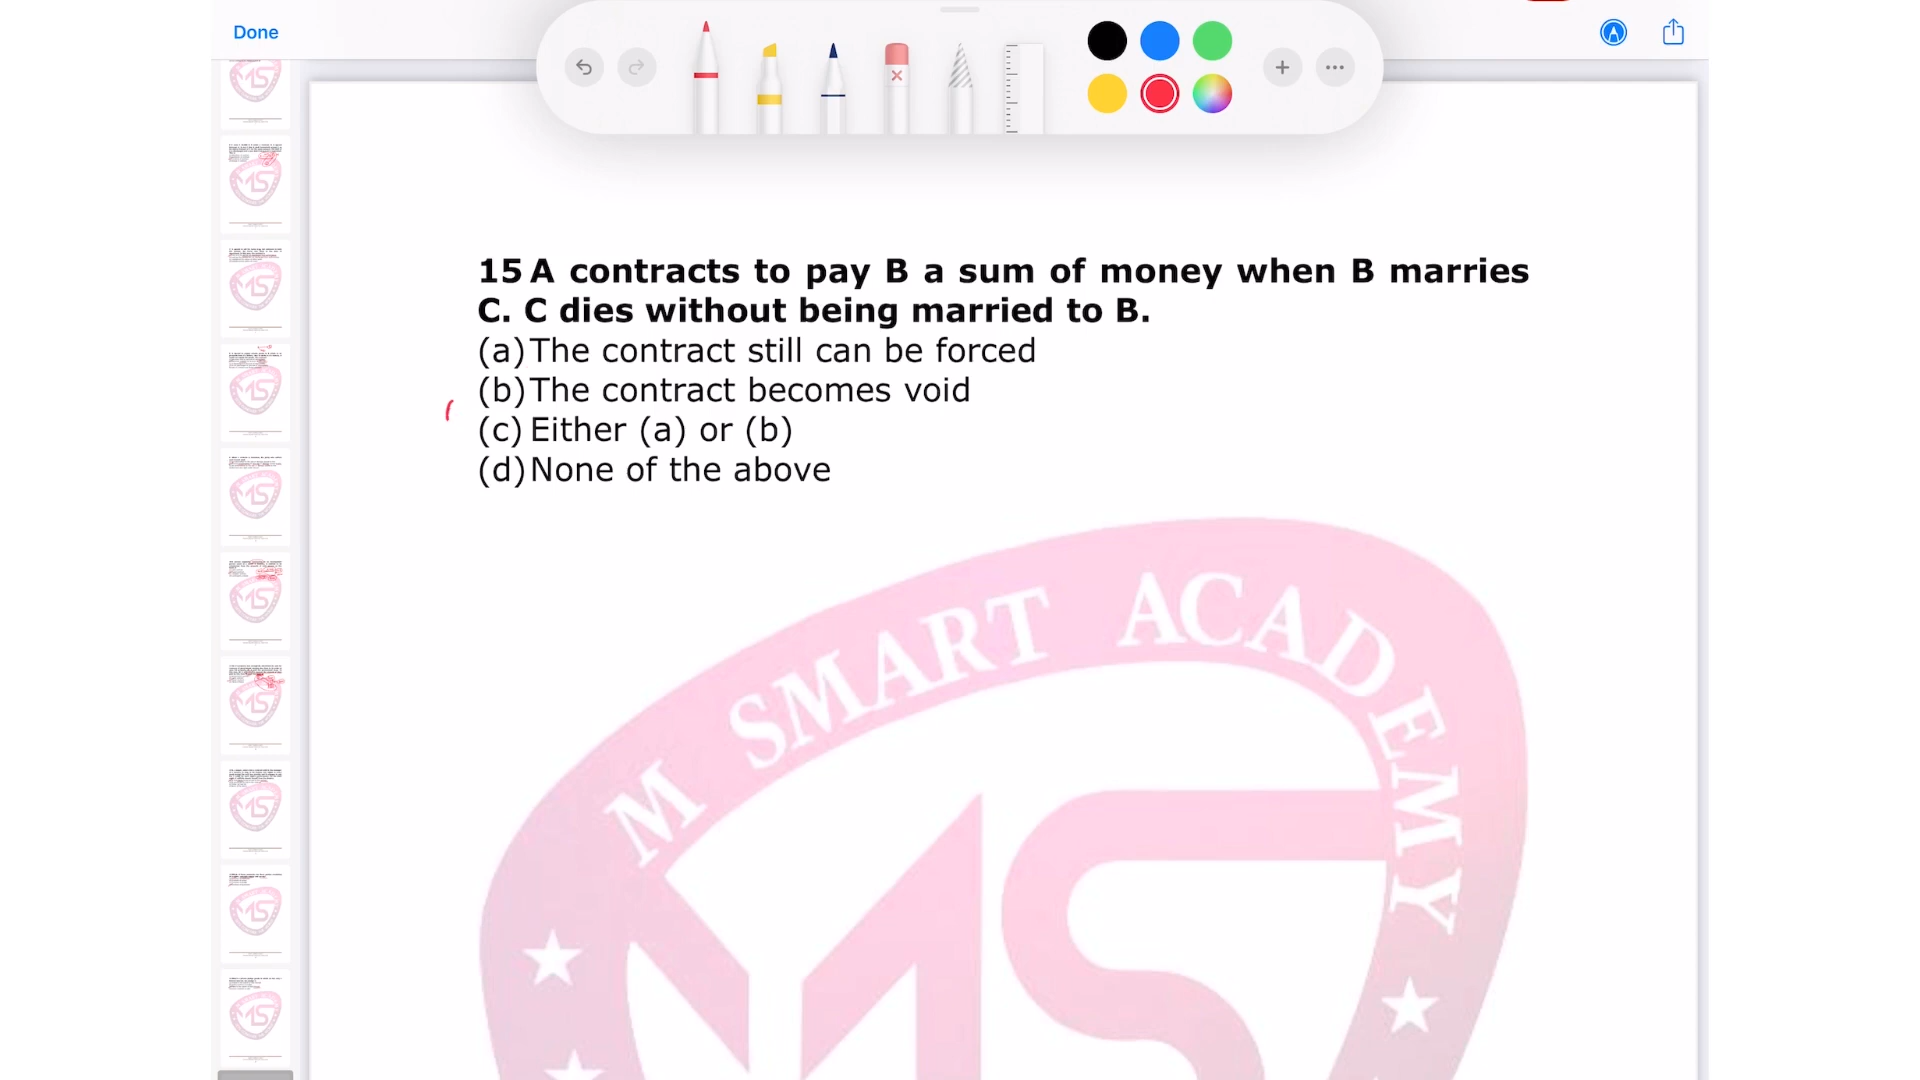 Done
15 A contracts to pay B a sum of money when B marries
C. C dies without being married to B.
(a) The contract still can be forced
(b) The contract becomes void
(c) Either (a) or (b)
(d) None of the above
M SMART ACADEMY
MS